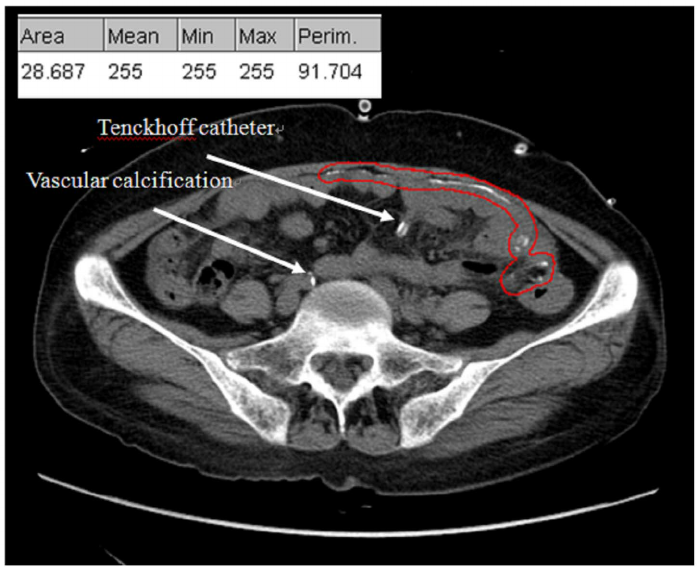 Area Mean Min Max Perim.
28.687 255 255 255 91.704
Tenckhoff catheter
Vascular calcification